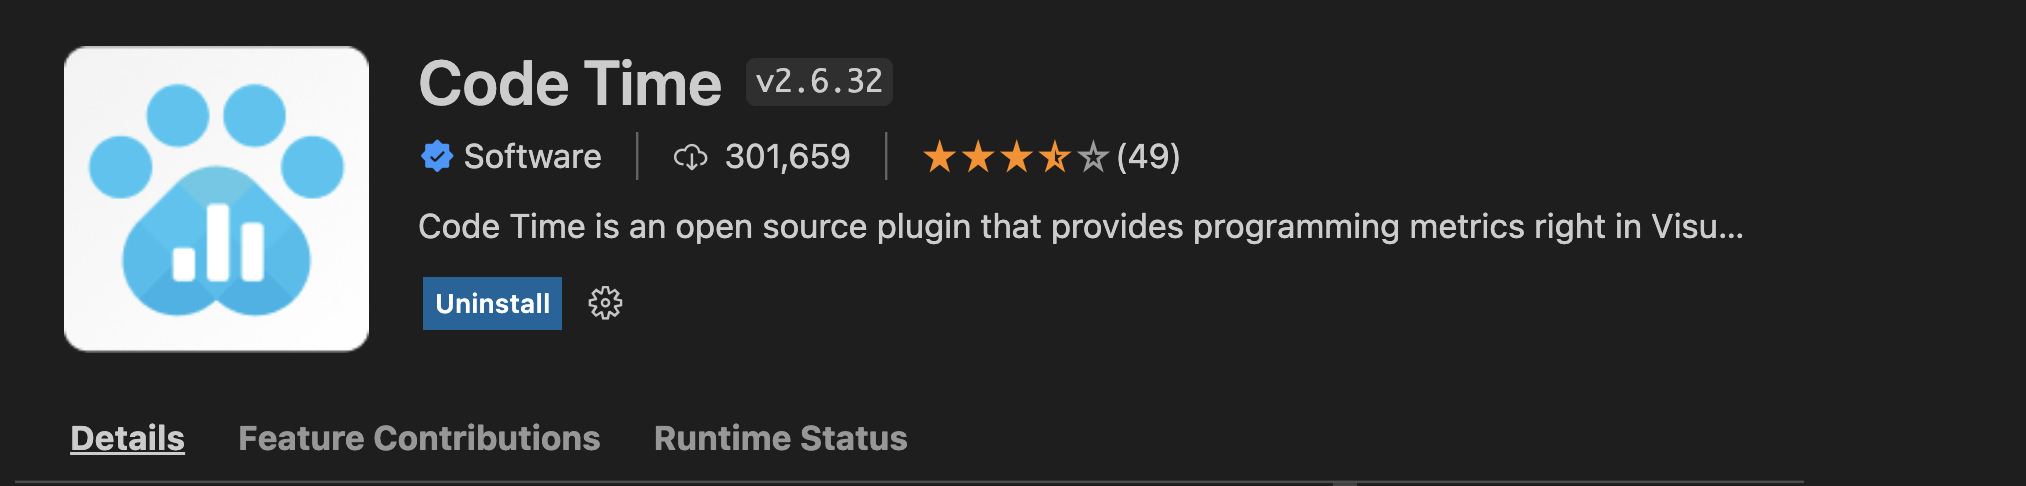 Code Time v2.6.32
Software 301,659 (49)
Code Time is an open source plugin that provides programming metrics right in Visu...
Uninstall
Details Feature Contributions Runtime Status